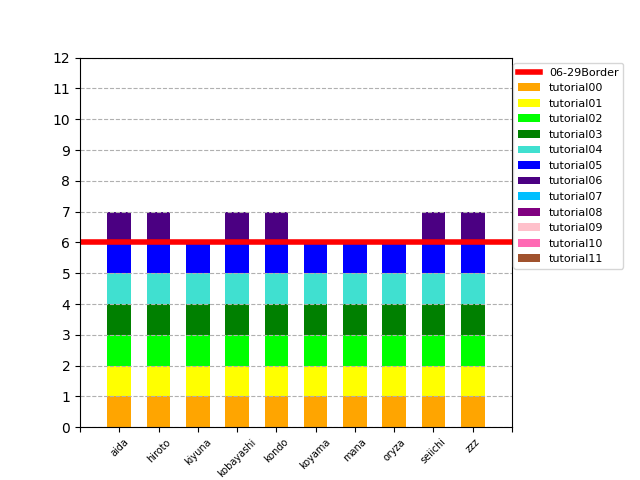 12
11
10
9
8
7
6
5
4
3
2
1
0
aida
hiroto
kiyuna
kobayashi
kondo
koyama
mana
oryza
seiichi
zzz
06-29Border
tutorial00
tutorial01
tutorial02
tutorial03
tutorial04
tutorial05
tutorial06
tutorial07
tutorial08
tutorial09
tutorial10
tutorial11